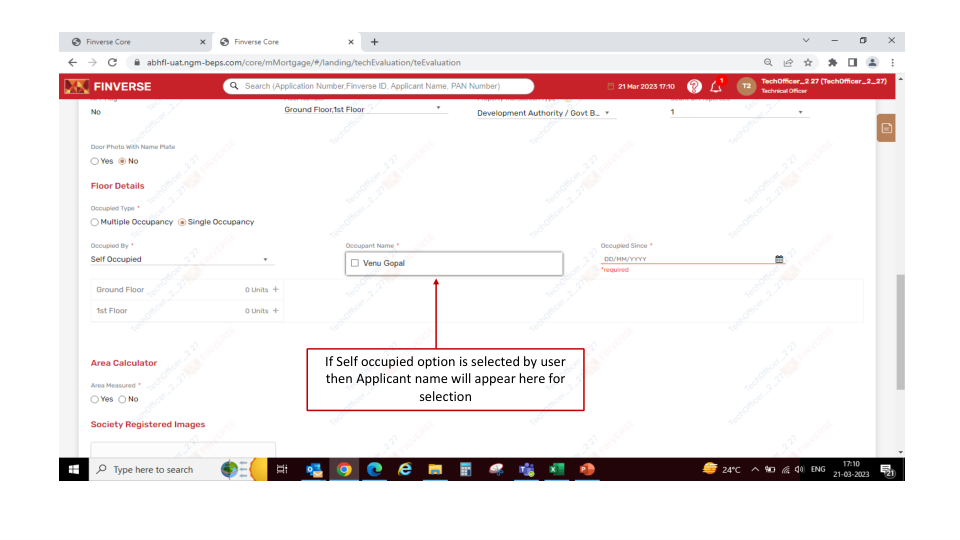 Finverse Core
Finverse Core
abhfl-uat.ngm-beps.com/core/mMortgage/#/landing/techEvaluation/teEvaluation
FINVERSE
Search (Application Number,Finverse ID, Applicant Name, PAN Number)
21 Mar 2023 17:10
1
T2
TechOfficer_2 27 (TechOfficer_2_27)
Technical Officer
No
Ground Floor,1st Floor
Development Authority / Govt B...
1
Door Photo With Name Plate
Yes No
Floor Details
Occupied Type *
Multiple Occupancy Single Occupancy
Occupied By * Occupant Name * Occupied Since *
Self Occupied
Venu Gopal
DD/MM/YYYY
*required
Ground Floor 0 Units +
1st Floor 0 Units +
If Self occupied option is selected by user
then Applicant name will appear here for
selection
Area Calculator
Area Measured *
Yes No
Society Registered Images
Type here to search
24°C
ENG
17:10
21-03-2023
21